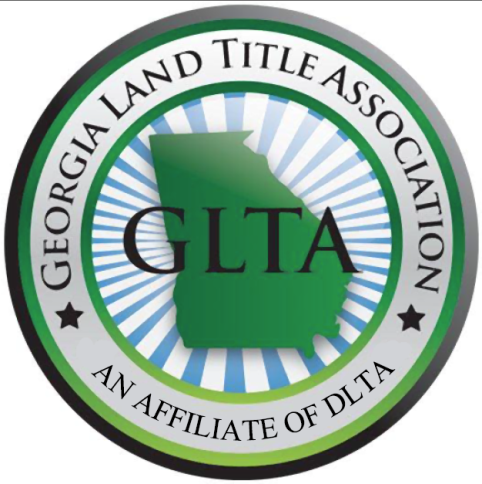 GEORGIA LAND TITLE ASSOCIATION
GLTA
AN AFFILIATE OF DLTA